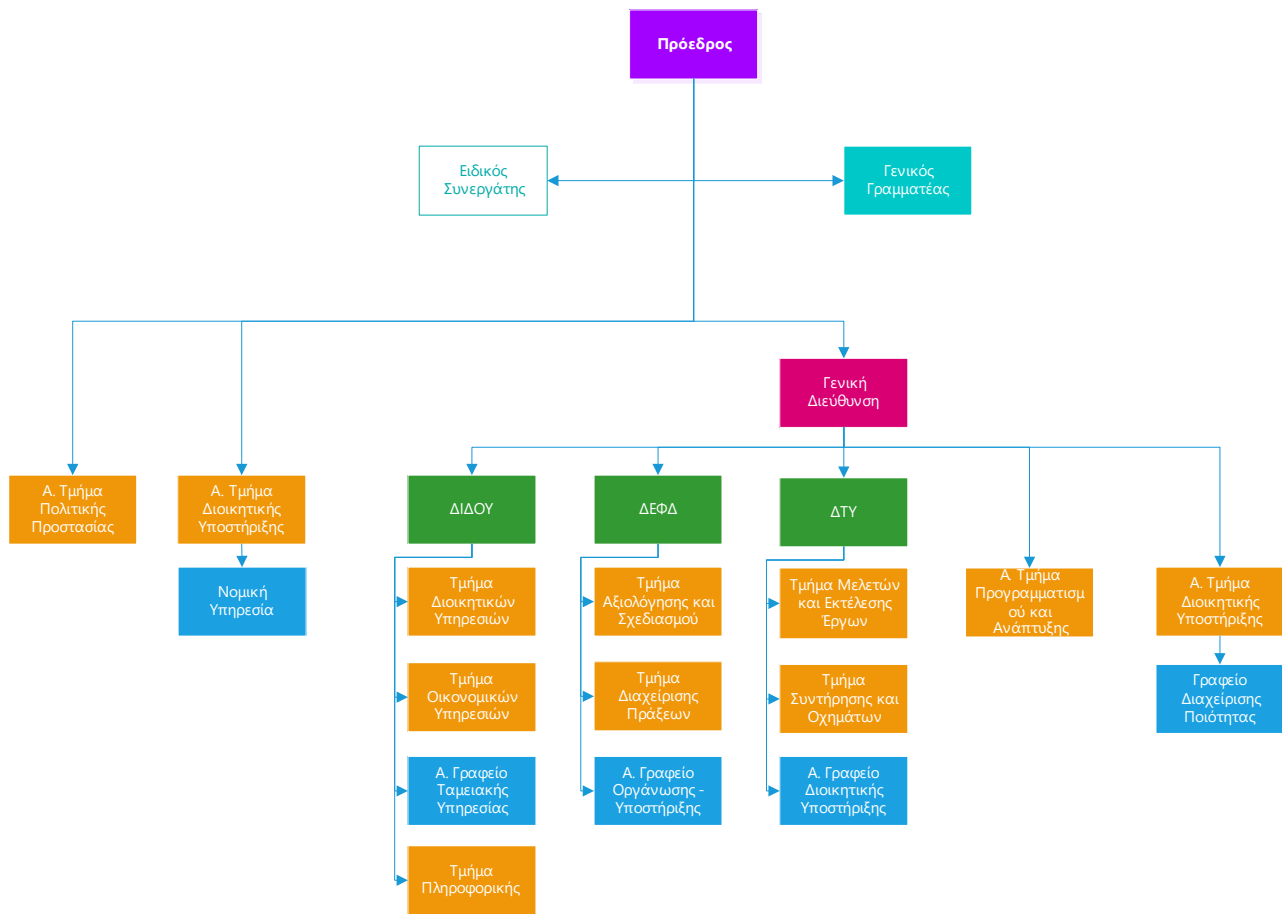 Πρόεδρος
Ειδικός
Συνεργάτης
Γενικός
Γραμματέας
Γενική
Διεύθυνση
Α. Τμήμα
Πολιτικής
Προστασίας
Α. Τμήμα
Διοικητικής
Υποστήριξης
ΔΙΔΟΥ
ΔΕΦΔ
ΔΤΥ
Νομική
Υπηρεσία
Τμήμα
Διοικητικών
Υπηρεσιών
Τμήμα
Αξιολόγησης και
Σχεδιασμού
Τμήμα Μελετών
και Εκτέλεσης
Έργων
Α. Τμήμα
Προγραμματισμ
ού και
Ανάπτυξης
Α. Τμήμα
Διοικητικής
Υποστήριξης
Τμήμα
Οικονομικών
Υπηρεσιών
Τμήμα
Διαχείρισης
Πράξεων
Τμήμα
Συντήρησης και
Οχημάτων
Γραφείο
Διαχείρισης
Ποιότητας
Α. Γραφείο
Ταμειακής
Υπηρεσίας
Α. Γραφείο
Οργάνωσης -
Υποστήριξης
Α. Γραφείο
Διοικητικής
Υποστήριξης
Τμήμα
Πληροφορικής